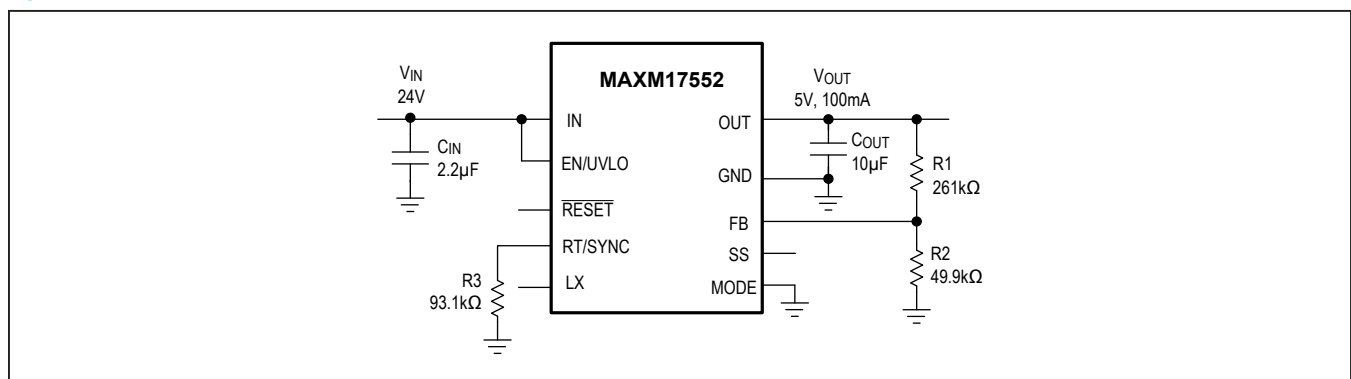 MAXM17552
VIN
24V
CIN
2.2µF
IN
EN/UVLO
RESET
RT/SYNC
LX
R3
93.1kΩ
OUT
GND
FB
SS
MODE
VOUT
5V, 100mA
COUT
10µF
R1
261kΩ
R2
49.9kΩ